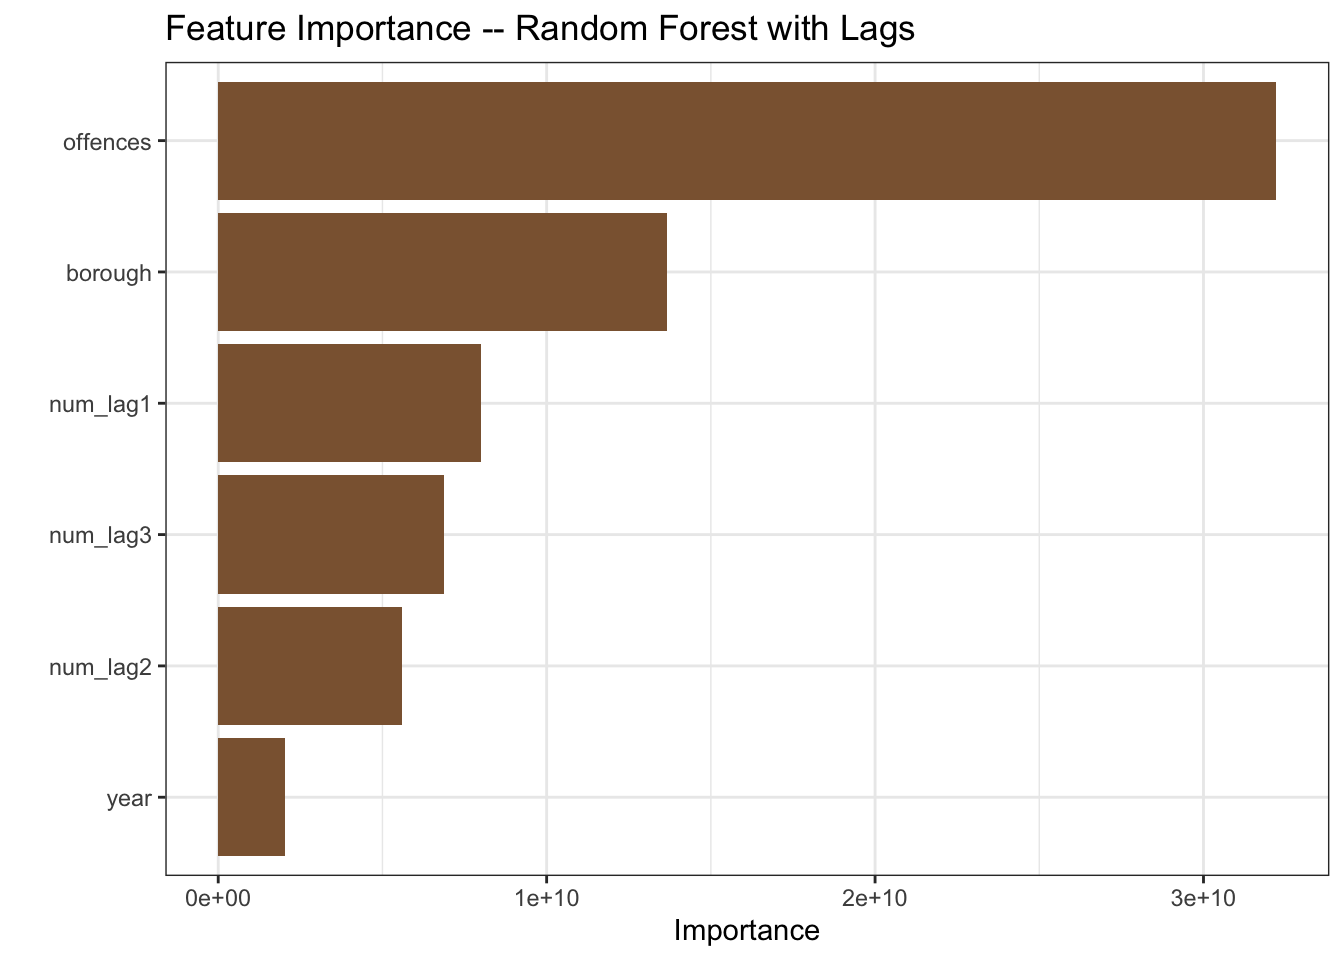 Feature Importance -- Random Forest with Lags
offences
borough
num_lag1
num_lag3
num_lag2
year
0e+00 1e+10 2e+10 3e+10
Importance